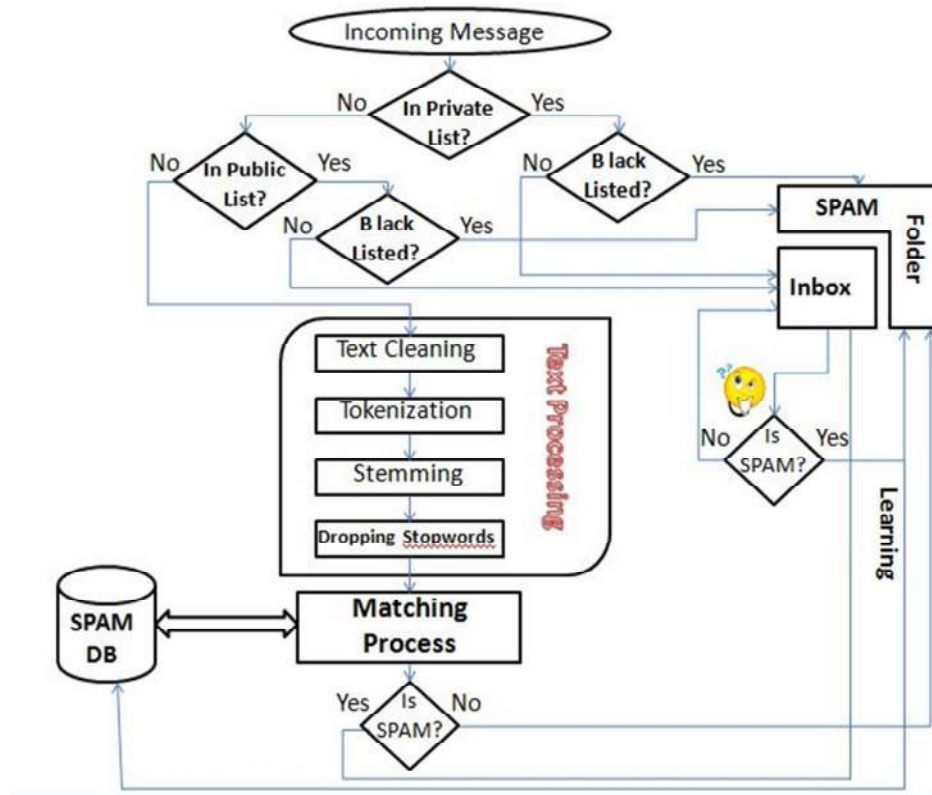 Incoming Message
No
In Private
List?
Yes
No
In Public
List?
Yes
No
B lack
Listed?
Yes
No
B lack
Listed?
Yes
SPAM
Folder
Inbox
Text Cleaning
Tokenization
Stemming
Dropping Stopwords
Text Processing
??
No
Is
SPAM?
Yes
Learning
SPAM
DB
Matching
Process
Yes
Is
SPAM?
No